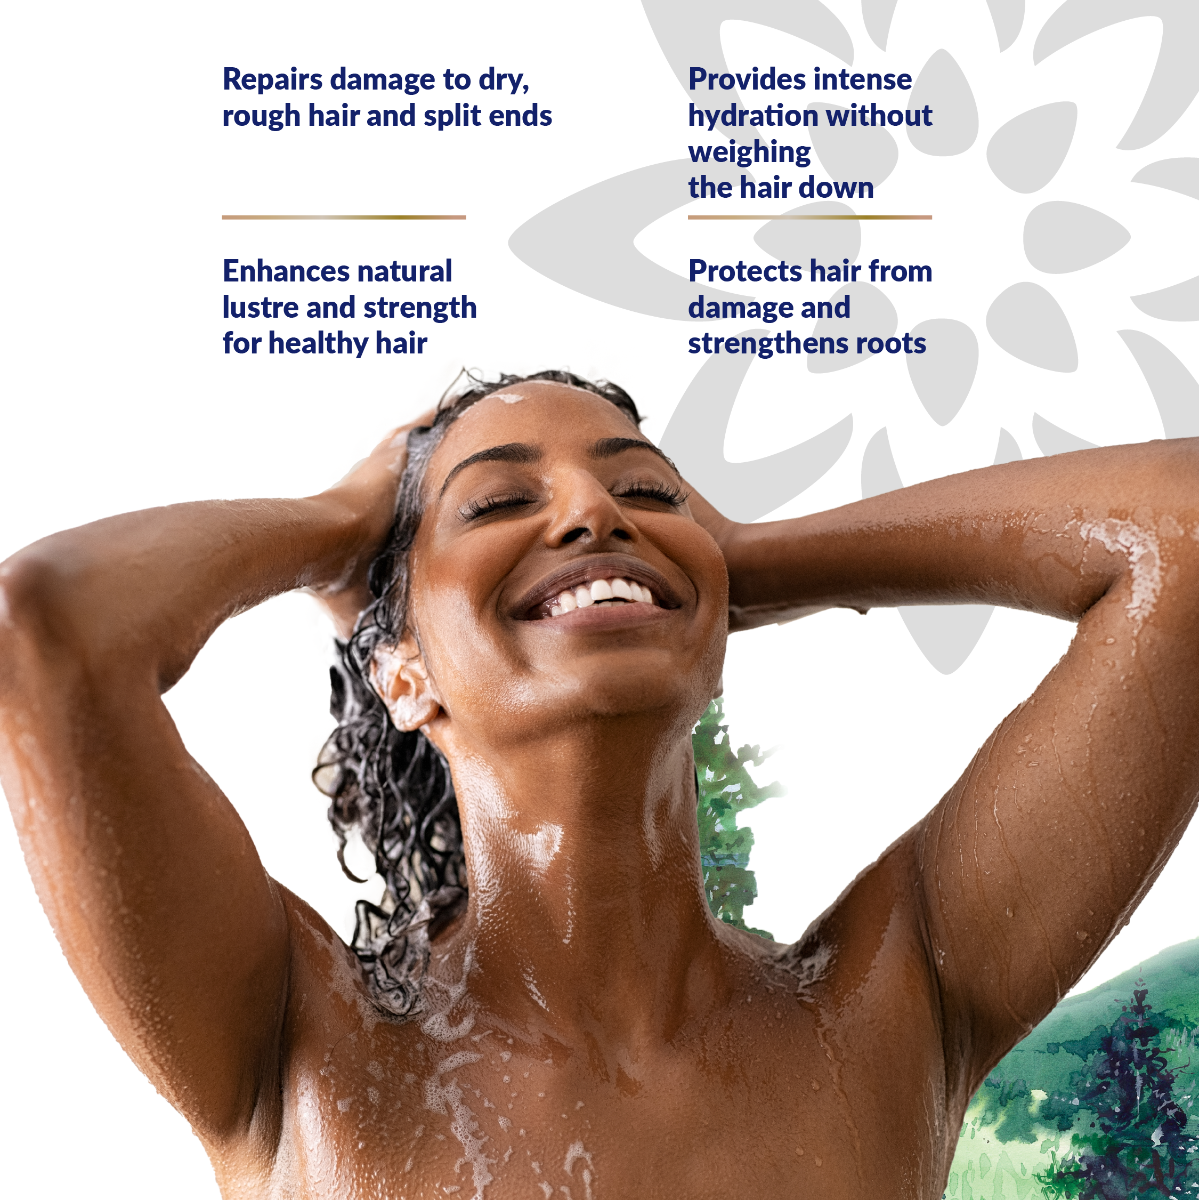 Repairs damage to dry,
rough hair and split ends
Provides intense
hydration without
weighing
the hair down
Enhances natural
lustre and strength
for healthy hair
Protects hair from
damage and
strengthens roots